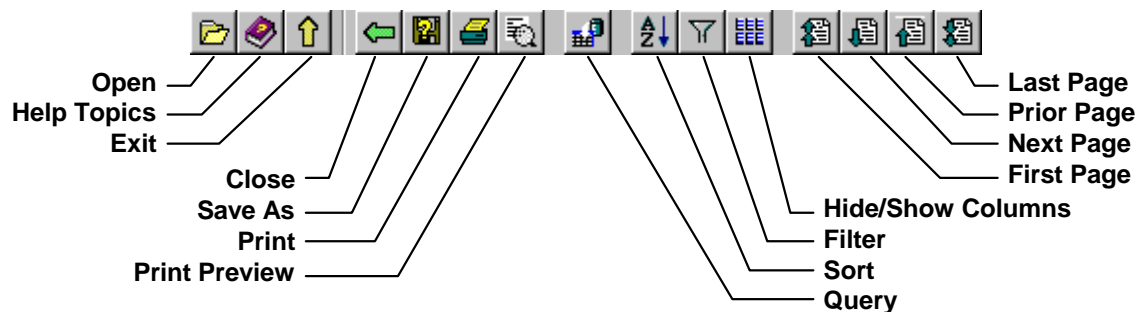 A
Z
Open
Help Topics
Exit
Close
Save As
Print
Print Preview
Last Page
Prior Page
Next Page
First Page
Hide/Show Columns
Filter
Sort
Query